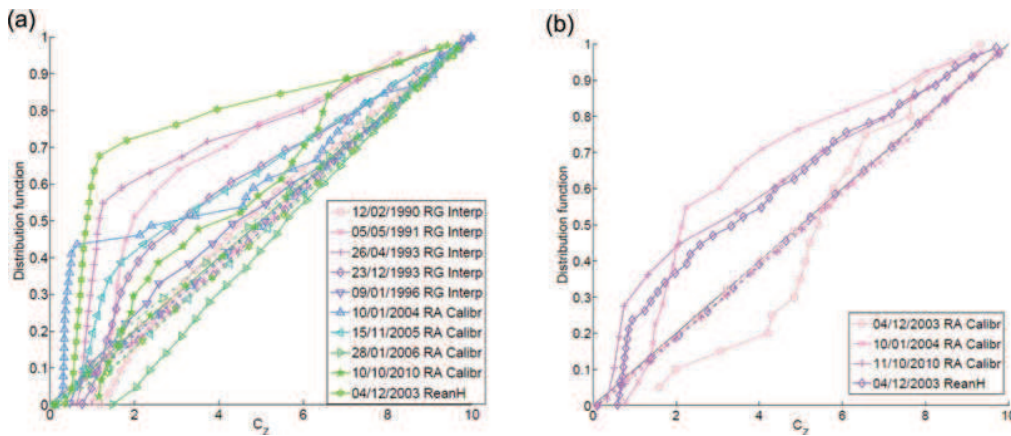 (a)
1
0.9
0.8
0.7
0.6
0.5
0.4
0.3
0.2
0.1
0
Distribution function
0 2 4 6 8 10
C_Z
12/02/1990 RG Interp
05/05/1991 RG Interp
26/04/1993 RG Interp
23/12/1993 RG Interp
09/01/1996 RG Interp
10/01/2004 RA Calibr
15/11/2005 RA Calibr
28/01/2006 RA Calibr
10/10/2010 RA Calibr
04/12/2003 ReanH
(b)
1
0.9
0.8
0.7
0.6
0.5
0.4
0.3
0.2
0.1
0
Distribution function
0 2 4 6 8 10
C_Z
04/12/2003 RA Calibr
10/01/2004 RA Calibr
11/10/2010 RA Calibr
04/12/2003 ReanH